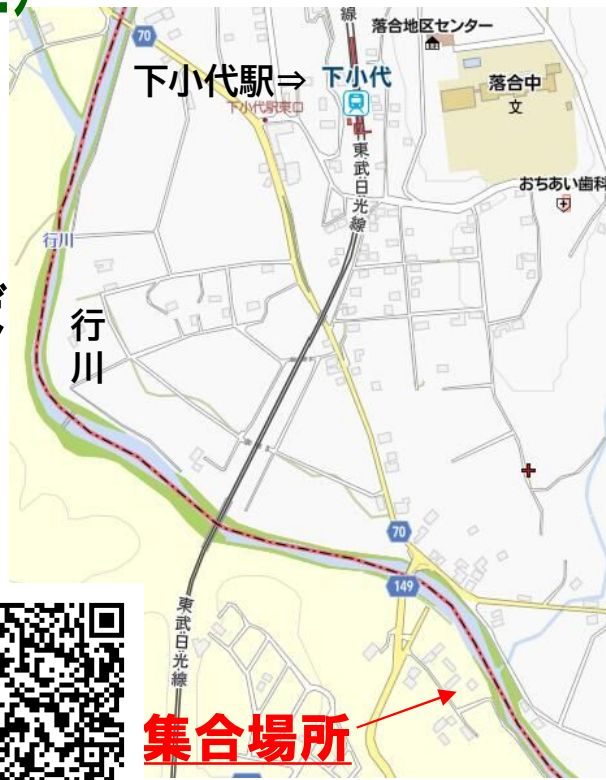 70
線
落合地区センター
下小代駅⇒
下小代
下小代駅東口
落合中
文
東武日光線
おちあい歯科
行川
行川
70
149
東武日光線
集合場所